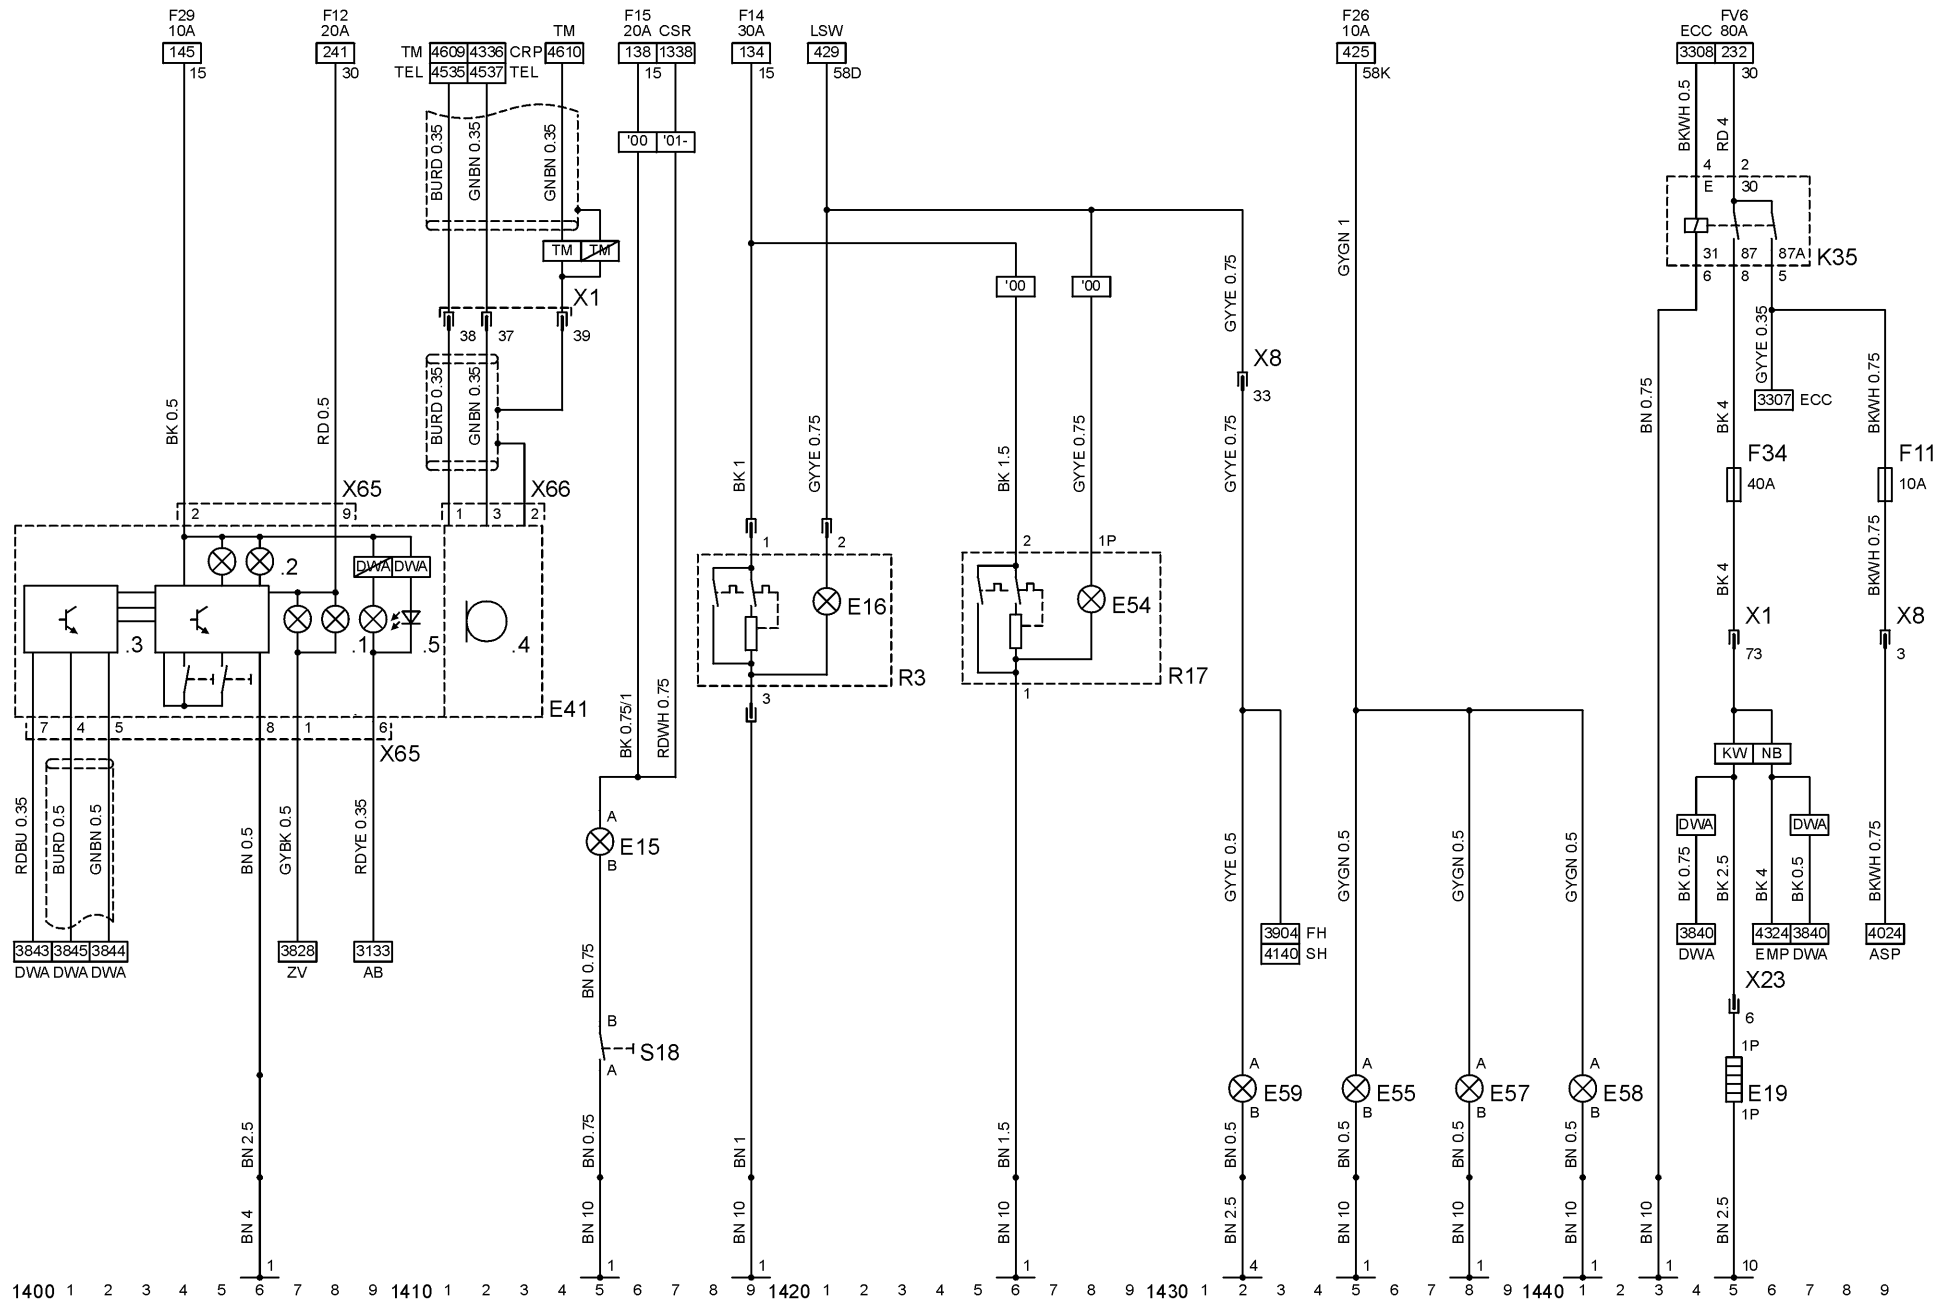 F29 F12 F15 F14 F26 FV6
10A 20A TM 20A CSR 30A LSW 10A ECC 80A
145 241 TM 4609 4336 CRP 4610 138 1338 134 429 425 3308 232
15 30 TEL 4535 4537 TEL 15 15 58D 58K 30
BKWH 0.5 RD 4
BURD 0.35 GNBN 0.35 GNBN 0.35 '00 '01-
4 2
E 30
TM TM GYYE 0.75 GYGN 1
31 87 87A K35
6 8 5
'00 '00
X1
38 37 39
GYYE 0.35
X8
33
BURD 0.35 GNBN 0.35 BN 0.75 BK 4 3307 ECC BKWH 0.75
BK 0.5 RD 0.5 BK 1 GYYE 0.75 BK 1.5 GYYE 0.75 GYYE 0.75
F34 F11
40A 10A
X65 X66
2 9 1 3 2
1 2 2 1P
BK 4 BKWH 0.75
.2 DWA DWA
E16 E54
X1 X8
73 3
.3 .1 .5 .4
R3 R17
E41
3 1
7 4 5 8 1 6
X65
BK 0.75/1 RDWH 0.75
KW NB
RDBU 0.35 BURD 0.5 GNBN 0.5 BN 0.5 GYBK 0.5 RDYE 0.35
A
E15
B
DWA DWA
GYYE 0.5 GYGN 0.5 GYGN 0.5 GYGN 0.5 BK 0.75 BK 2.5 BK 4 BK 0.5 BKWH 0.75
3843 3845 3844 3828 3133 3904 FH 3840 4324 3840 4024
DWA DWA DWA ZV AB 4140 SH DWA EMP DWA ASP
BN 0.75
X23
6
B
S18
A
1P
A A A A
E59 E55 E57 E58 E19
B B B B
1P
BN 2.5 BN 0.75 BN 1 BN 1.5 BN 0.5 BN 0.5 BN 0.5 BN 0.5
BN 4 BN 10 BN 10 BN 10 BN 2.5 BN 10 BN 10 BN 10 BN 10 BN 2.5
1 1 1 1 4 1 1 1 1 10
1400 1 2 3 4 5 6 7 8 9 1410 1 2 3 4 5 6 7 8 9 1420 1 2 3 4 5 6 7 8 9 1430 1 2 3 4 5 6 7 8 9 1440 1 2 3 4 5 6 7 8 9